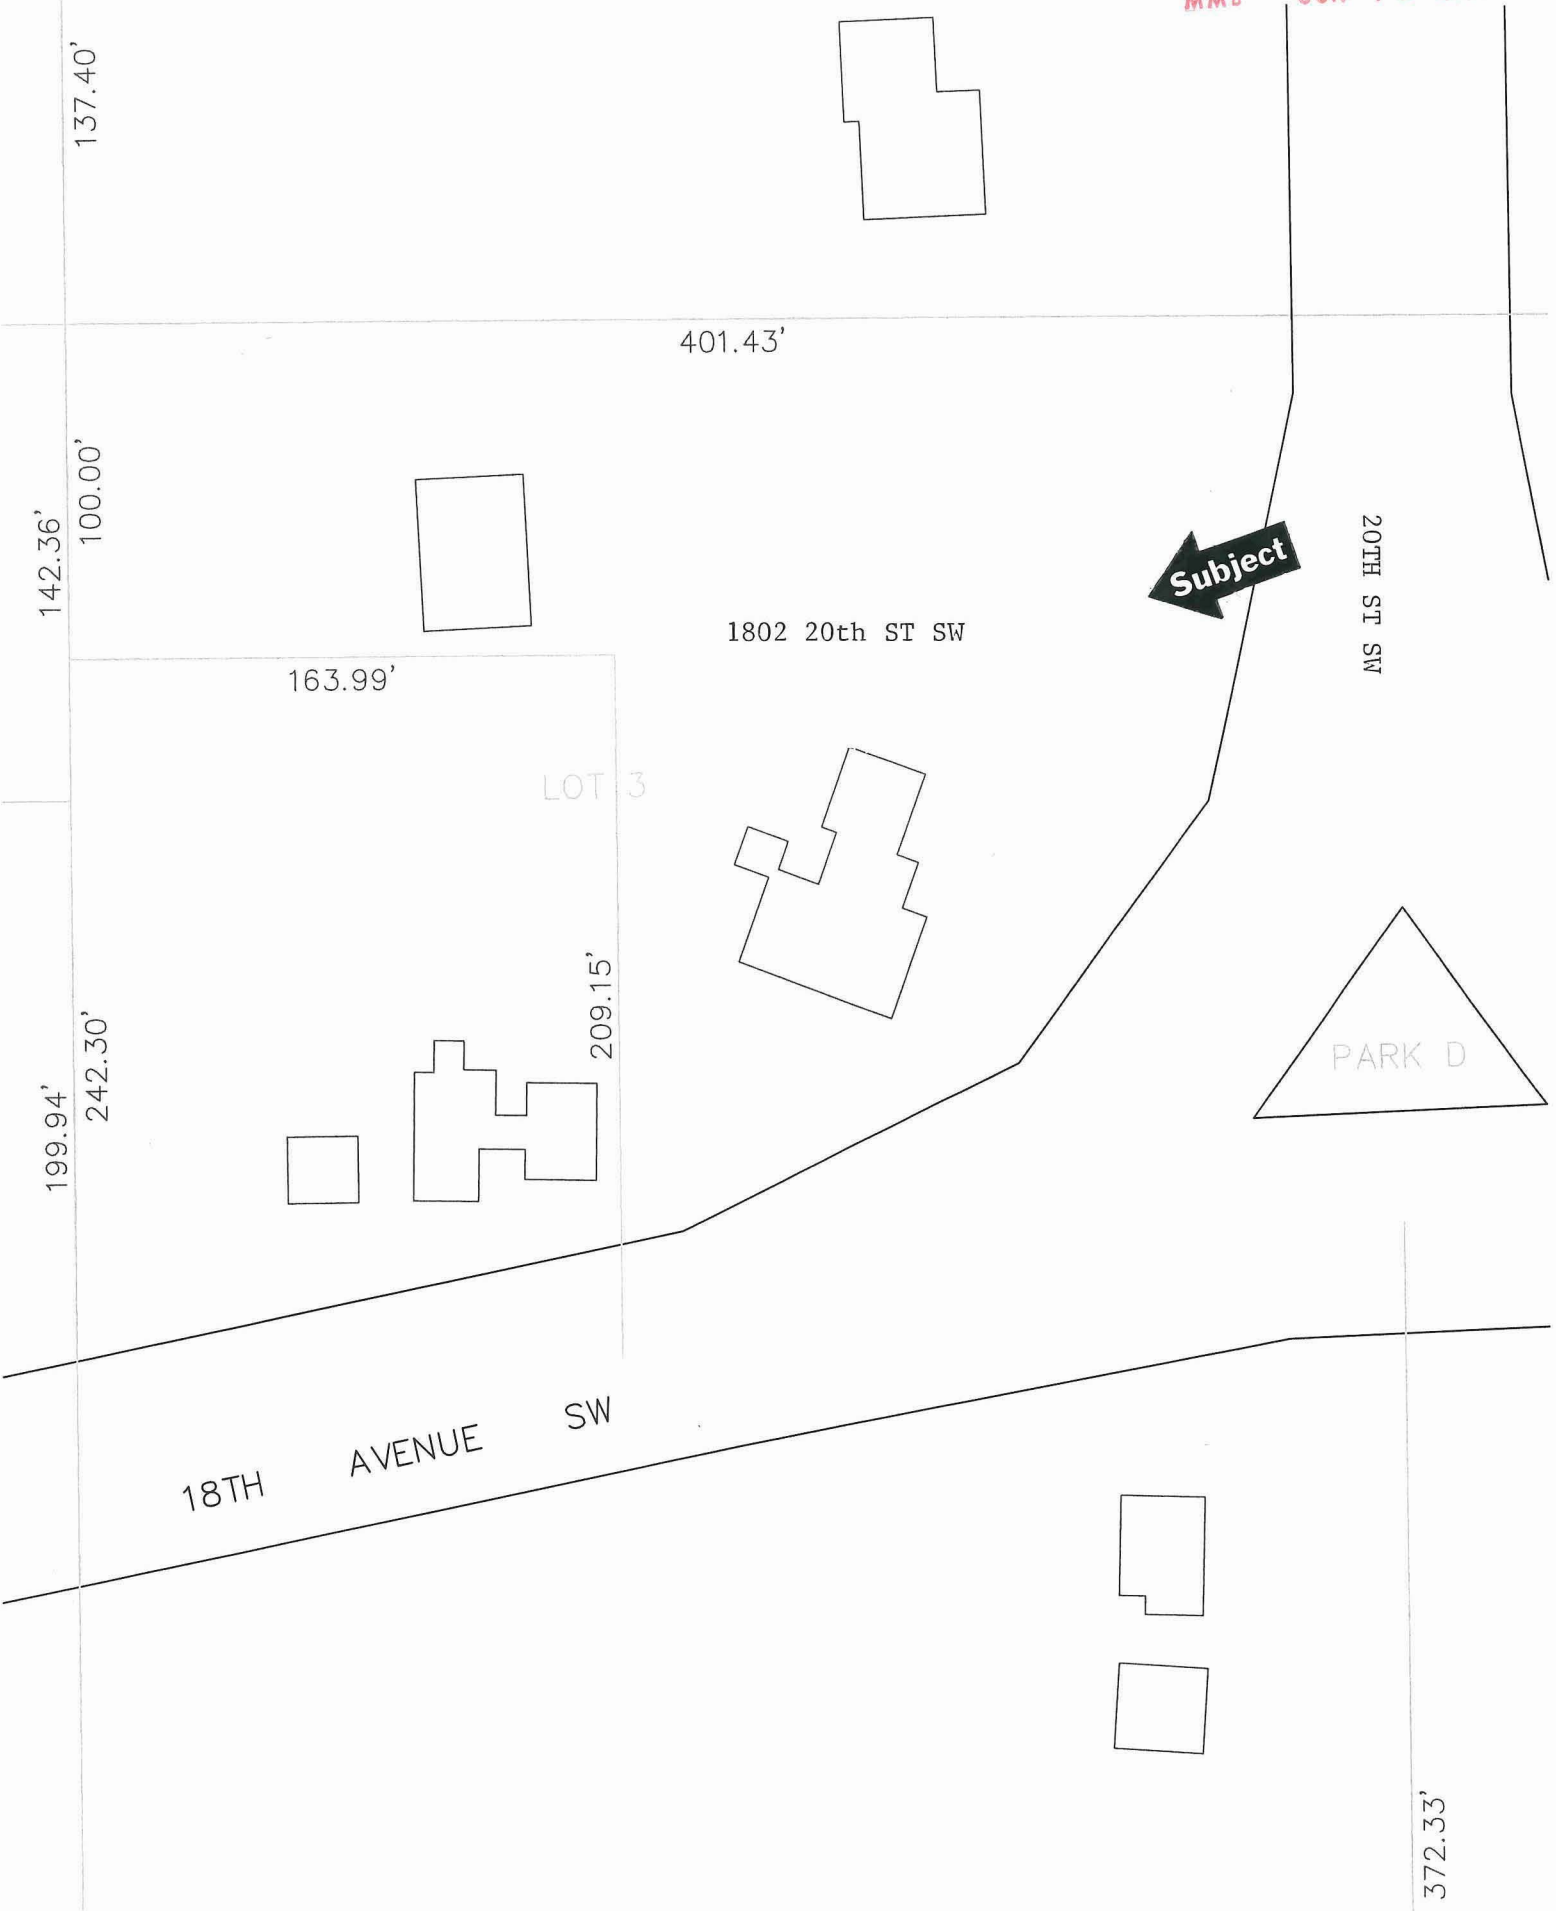 137.40'
401.43'
100.00'
142.36'
Subject
20TH ST SW
1802 20th ST SW
163.99'
LOT 3
209.15'
242.30'
199.94'
PARK D
18TH AVENUE SW
372.33'